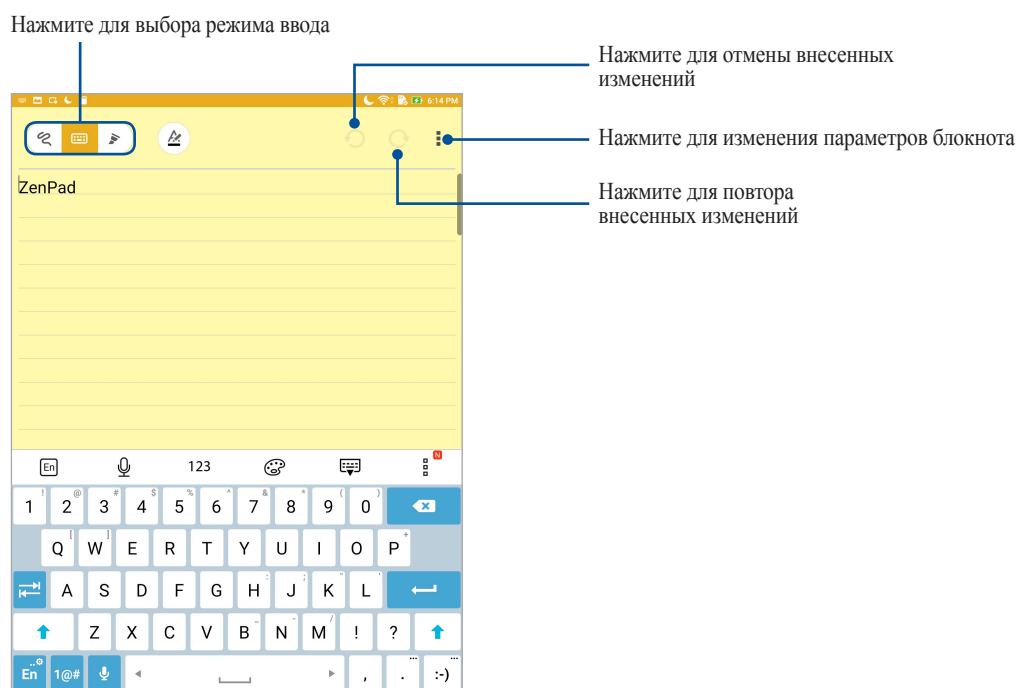 Нажмите для выбора режима ввода
Нажмите для отмены внесенных
изменений
6:14 PM
Нажмите для изменения параметров блокнота
Нажмите для повтора
внесенных изменений
ZenPad
En 123 N
! @ # $ % ^ & * ( )
1 2 3 4 5 6 7 8 9 0
[ ] +
Q W E R T Y U I O P
: ; " '
A S D F G H J K L
_ - /
Z X C V B N M ! ?
En 1@# , . :-)